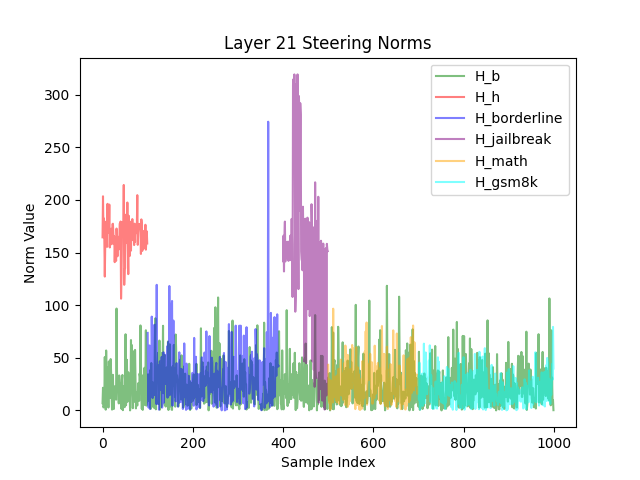 Layer 21 Steering Norms
H_b
H_h
H_borderline
H_jailbreak
H_math
H_gsm8k
Norm Value
300
250
200
150
100
50
0
0 200 400 600 800 1000
Sample Index